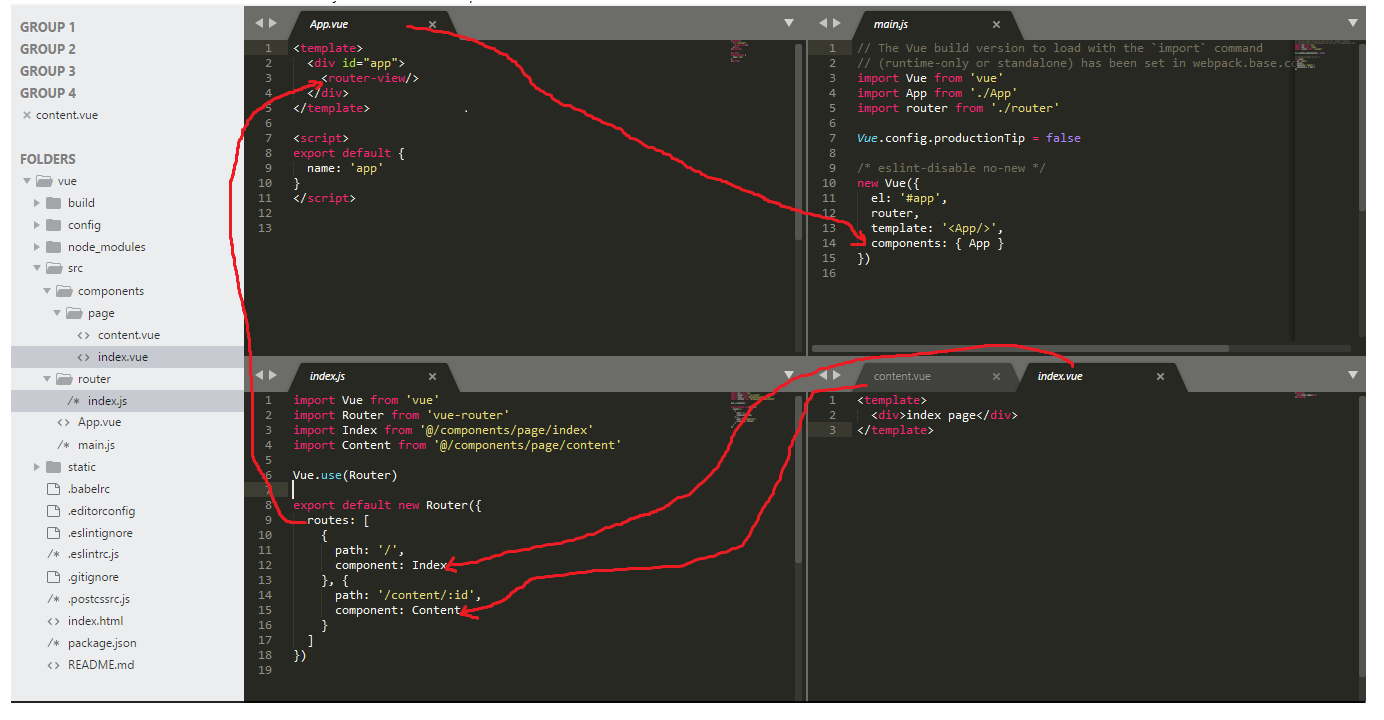 GROUP 1
GROUP 2
GROUP 3
GROUP 4
× content.vue
FOLDERS
vue
build
config
node_modules
src
components
page
<> content.vue
<> index.vue
router
/* index.js
<> App.vue
/* main.js
static
.babelrc
.editorconfig
.eslintignore
/* .eslintrc.js
.gitignore
/* .postcssrc.js
<> index.html
/* package.json
<> README.md
App.vue ×
1 <template>
2 <div id="app">
3 <router-view/>
4 </div>
5 </template>
6
7 <script>
8 export default {
9 name: 'app'
10 }
11 </script>
12
13
main.js ×
1 // The Vue build version to load with the `import` command
2 // (runtime-only or standalone) has been set in webpack.base.co
3 import Vue from 'vue'
4 import App from './App'
5 import router from './router'
6
7 Vue.config.productionTip = false
8
9 /* eslint-disable no-new */
10 new Vue({
11 el: '#app',
12 router,
13 template: '<App/>',
14 components: { App }
15 })
16
index.js ×
1 import Vue from 'vue'
2 import Router from 'vue-router'
3 import Index from '@/components/page/index'
4 import Content from '@/components/page/content'
5
6 Vue.use(Router)
7
8 export default new Router({
9 routes: [
10 {
11 path: '/',
12 component: Index
13 }, {
14 path: '/content/:id',
15 component: Content
16 }
17 ]
18 })
19
content.vue × index.vue ×
1 <template>
2 <div>index page</div>
3 </template>